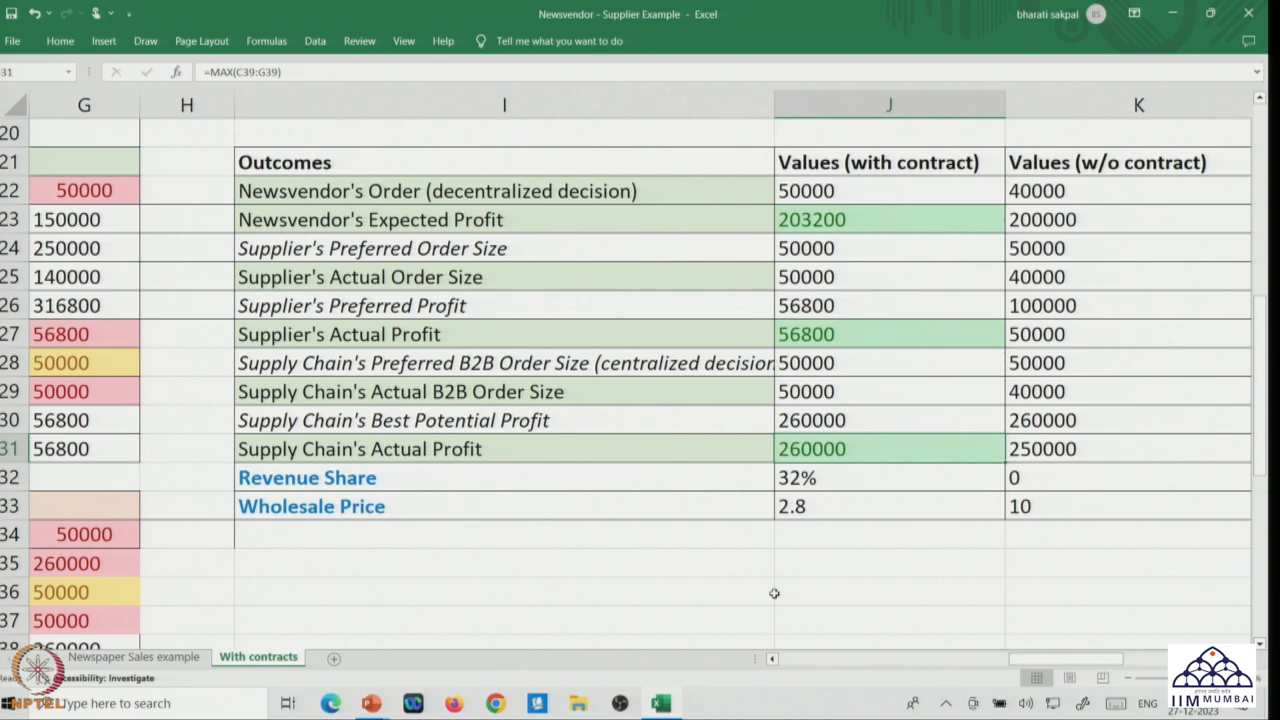 Newsvendor - Supplier Example - Excel
bharati sakpal BS
File Home Insert Draw Page Layout Formulas Data Review View Help Tell me what you want to do
31 fx =MAX(C39:G39)
G H I J K
20
21 Outcomes Values (with contract) Values (w/o contract)
22 50000 Newsvendor's Order (decentralized decision) 50000 40000
23 150000 Newsvendor's Expected Profit 203200 200000
24 250000 Supplier's Preferred Order Size 50000 50000
25 140000 Supplier's Actual Order Size 50000 40000
26 316800 Supplier's Preferred Profit 56800 100000
27 56800 Supplier's Actual Profit 56800 50000
28 50000 Supply Chain's Preferred B2B Order Size (centralized decision 50000 50000
29 50000 Supply Chain's Actual B2B Order Size 50000 40000
30 56800 Supply Chain's Best Potential Profit 260000 260000
31 56800 Supply Chain's Actual Profit 260000 250000
32 Revenue Share 32% 0
33 Wholesale Price 2.8 10
34 50000
35 260000
36 50000
37 50000
38 260000
Newspaper Sales example With contracts
Accessibility: Investigate
NPTEL
Type here to search
ENG
27-12-2023
IIM MUMBAI